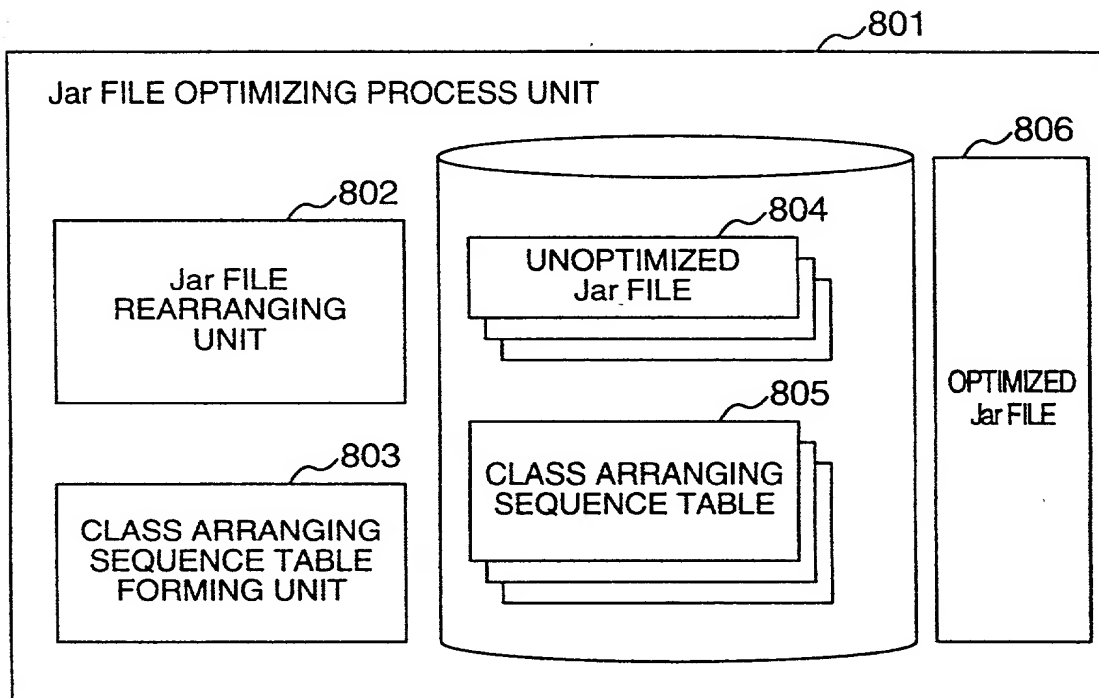 801
Jar FILE OPTIMIZING PROCESS UNIT
806
802
804
Jar FILE
REARRANGING
UNIT
UNOPTIMIZED
Jar FILE
OPTIMIZED
Jar FILE
805
803
CLASS ARRANGING
SEQUENCE TABLE
CLASS ARRANGING
SEQUENCE TABLE
FORMING UNIT